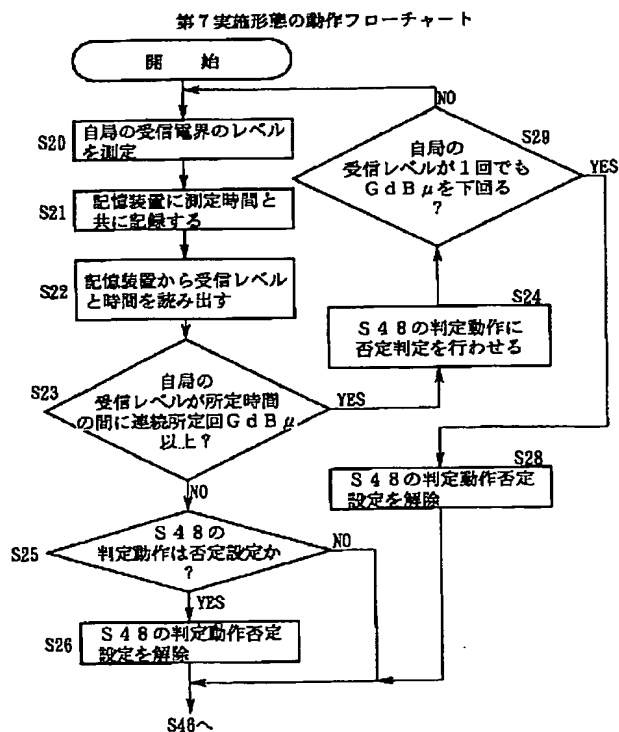 第7実施形態の動作フローチャート
開 始
S20
自局の受信電界のレベル
を測定
S21
記憶装置に測定時間と
共に記録する
S22
記憶装置から受信レベル
と時間を読み出す
S23
自局の
受信レベルが所定時間
の間に連続所定回GdBμ
以上?
YES
NO
S24
S48の判定動作に
否定判定を行わせる
S29
自局の
受信レベルが1回でも
GdBμを下回る
?
NO
YES
S28
S48の判定動作否定
設定を解除
S25
S48の
判定動作は否定設定か
?
NO
YES
S26
S48の判定動作否定
設定を解除
S46へ